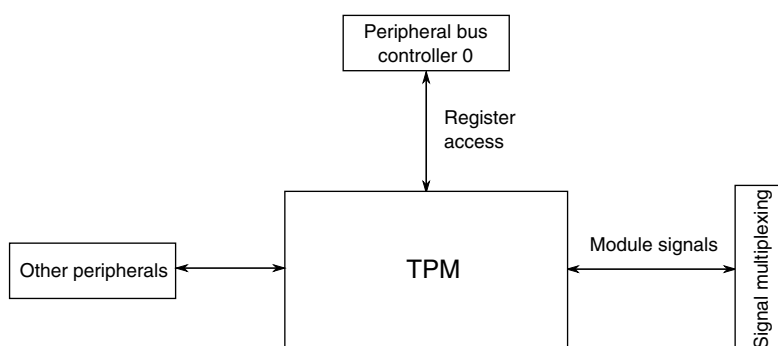 Peripheral bus
controller 0
Register
access
Other peripherals
TPM
Module signals
Signal multiplexing